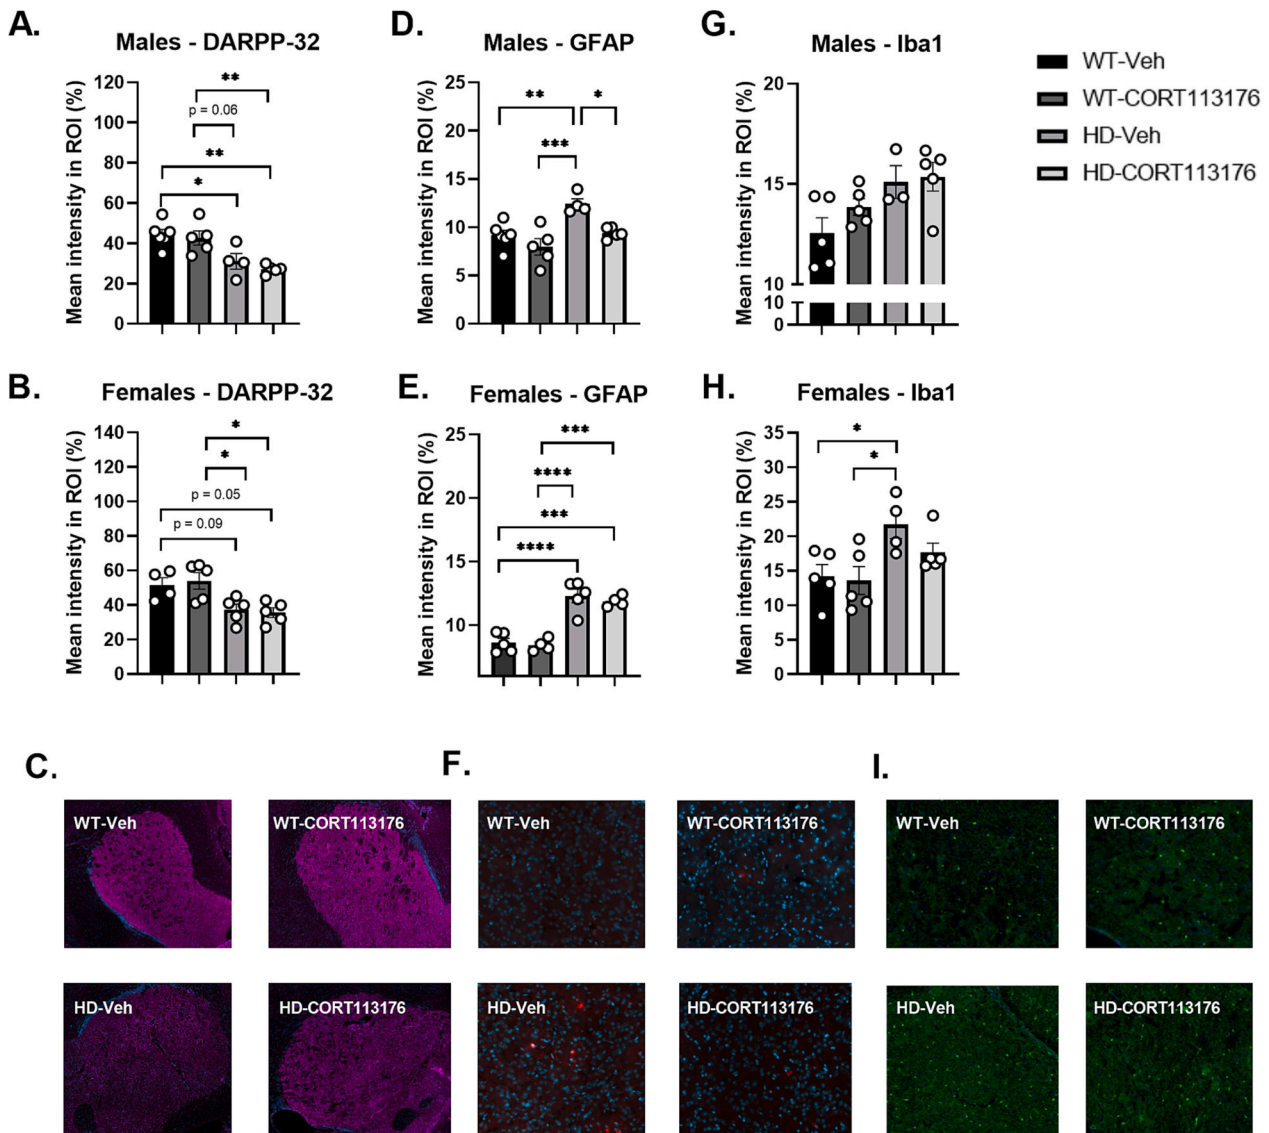 A.
Males - DARPP-32
Mean intensity in ROI (%)
120
100
80
60
40
20
0
**
p = 0.06
**
*
D.
Males - GFAP
Mean intensity in ROI (%)
25
20
15
10
5
0
**
*
***
G.
Males - Iba1
Mean intensity in ROI (%)
20
15
10
10
0
WT-Veh
WT-CORT113176
HD-Veh
HD-CORT113176
B.
Females - DARPP-32
Mean intensity in ROI (%)
140
120
100
80
60
40
20
0
*
*
p = 0.05
p = 0.09
E.
Females - GFAP
Mean intensity in ROI (%)
25
20
15
10
***
****
***
****
H.
Females - Iba1
Mean intensity in ROI (%)
35
30
25
20
15
10
5
0
*
*
C.
WT-Veh
WT-CORT113176
HD-Veh
HD-CORT113176
F.
WT-Veh
WT-CORT113176
HD-Veh
HD-CORT113176
I.
WT-Veh
WT-CORT113176
HD-Veh
HD-CORT113176